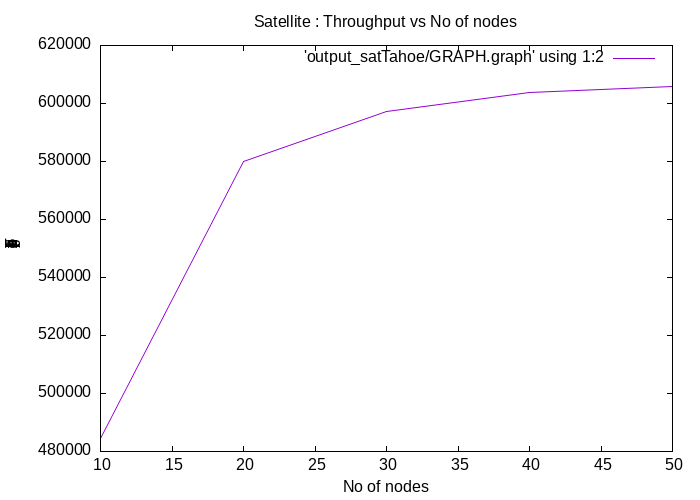 Satellite : Throughput vs No of nodes
'output_satTahoe/GRAPH.graph' using 1:2
620000
600000
580000
560000
540000
520000
500000
480000
10 15 20 25 30 35 40 45 50
No of nodes